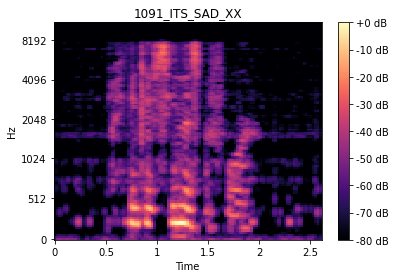 1091_ITS_SAD_XX
+0 dB
8192
-10 dB
4096
-20 dB
-30 dB
2048
Hz
-40 dB
1024
-50 dB
512
-60 dB
-70 dB
0
-80 dB
0 0.5 1 1.5 2 2.5
Time